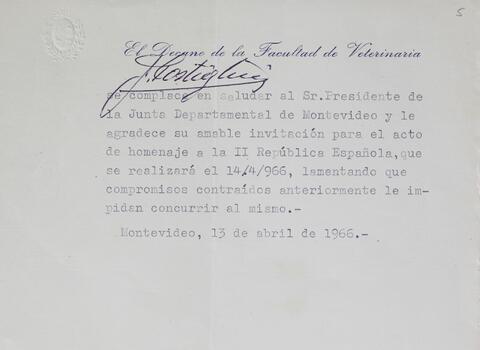 5
El Decano de la Facultad de Veterinaria
se complace en saludar al Sr.Presidente de
la Junta Departamental de Montevideo y le
agradece su amable invitación para el acto
de homenaje a la II República Española,que
se realizará el 14/4/966, lamentando que
compromisos contraídos anteriormente le im-
pidan concurrir al mismo.-
Montevideo, 13 de abril de 1966.-